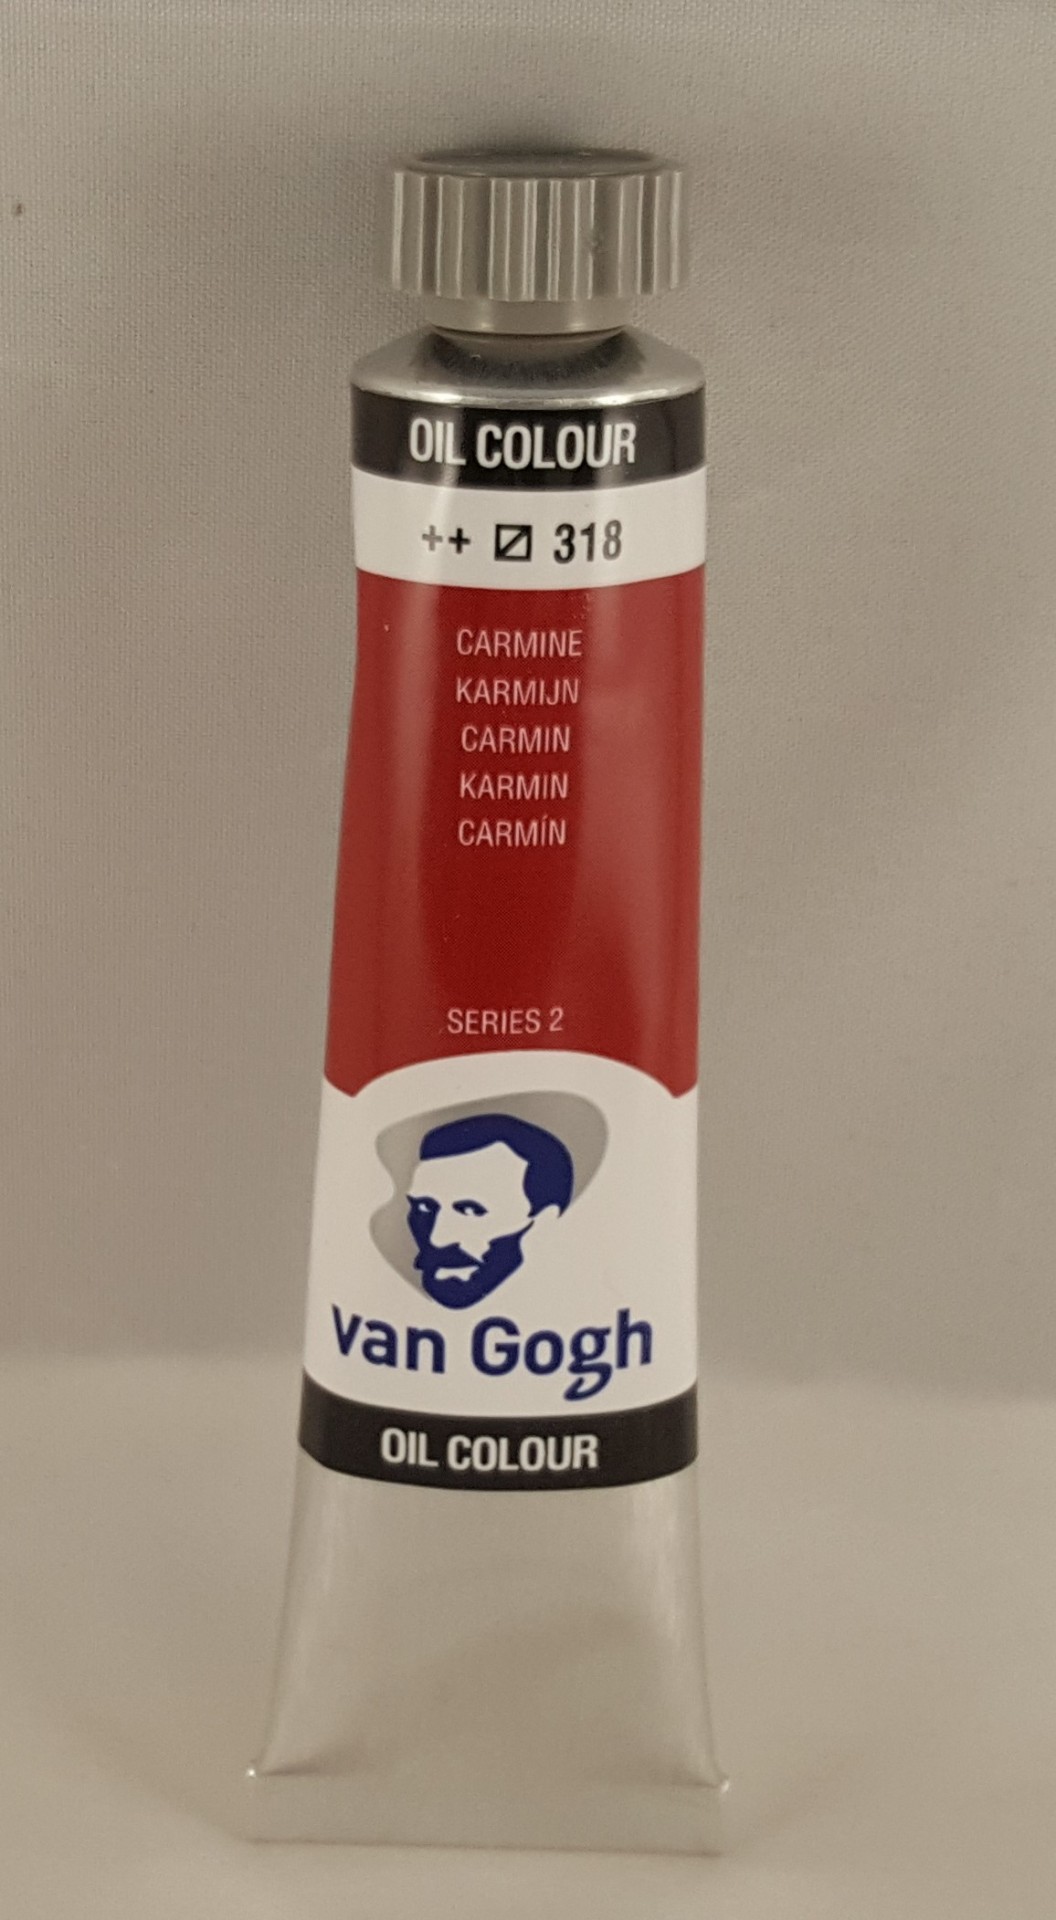 OIL COLOUR
++ 318
CARMINE
KARMIJN
CARMIN
KARMIN
CARMÍN
SERIES 2
van Gogh
OIL COLOUR